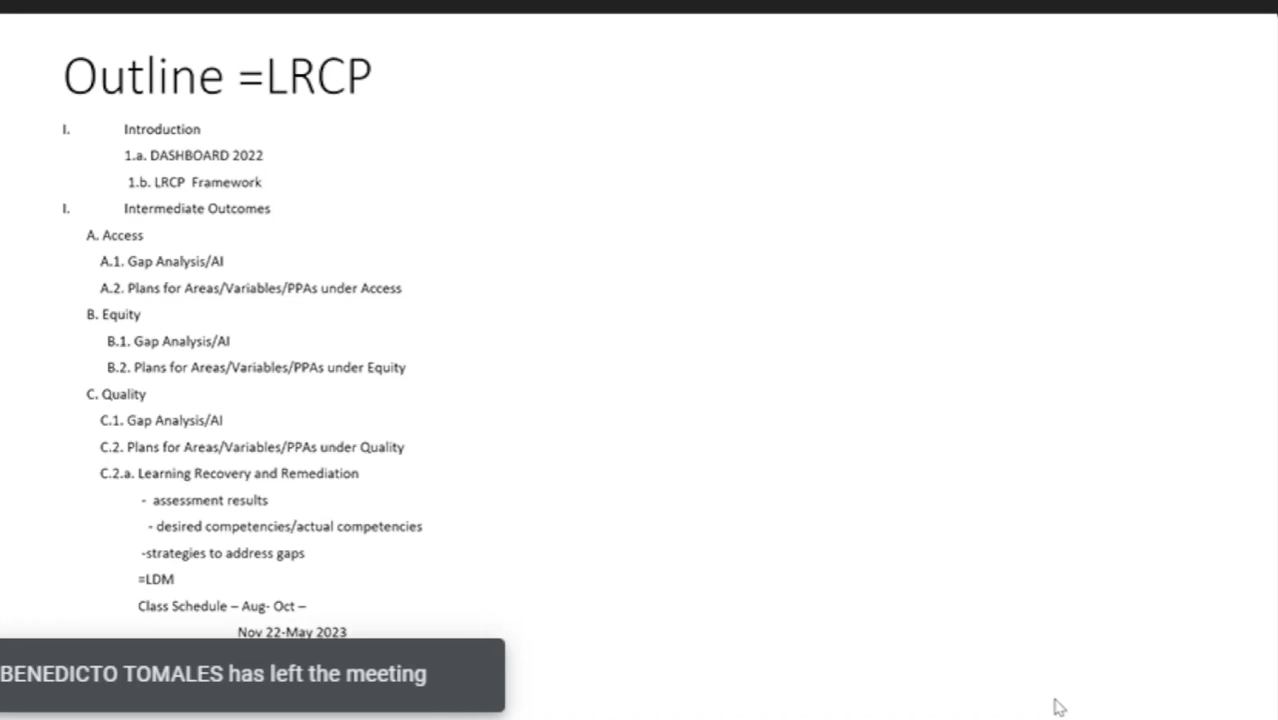 Outline =LRCP
I. Introduction
1.a. DASHBOARD 2022
1.b. LRCP Framework
I. Intermediate Outcomes
A. Access
A.1. Gap Analysis/AI
A.2. Plans for Areas/Variables/PPAs under Access
B. Equity
B.1. Gap Analysis/AI
B.2. Plans for Areas/Variables/PPAs under Equity
C. Quality
C.1. Gap Analysis/AI
C.2. Plans for Areas/Variables/PPAs under Quality
C.2.a. Learning Recovery and Remediation
- assessment results
- desired competencies/actual competencies
-strategies to address gaps
=LDM
Class Schedule – Aug- Oct –
Nov 22-May 2023
BENEDICTO TOMALES has left the meeting